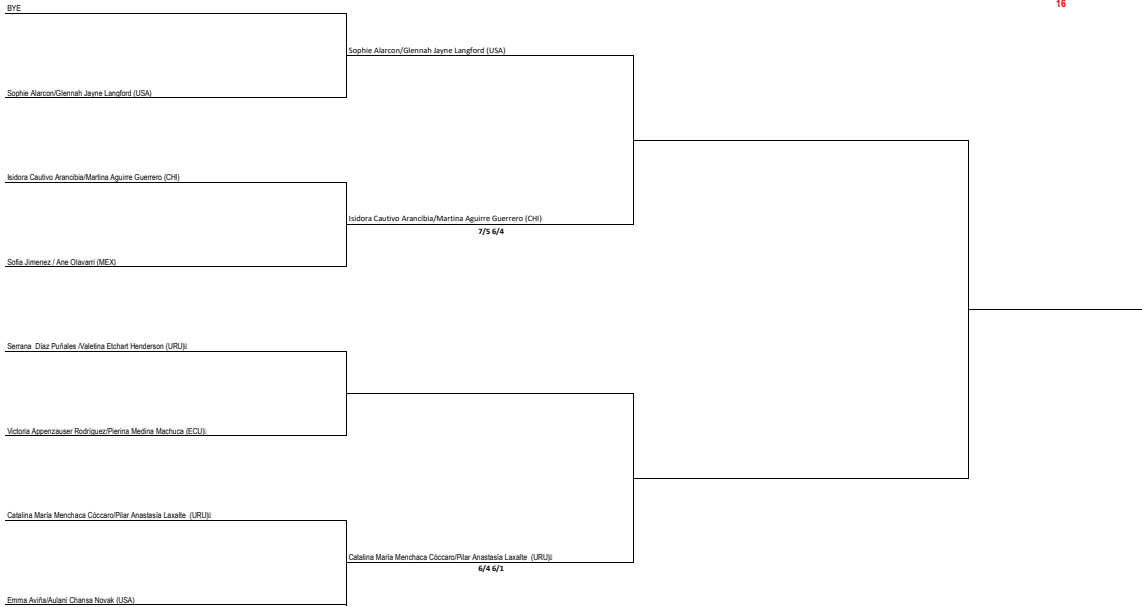 16
BYE
Sophie Alarcon/Glennah Jayne Langford (USA)
Sophie Alarcon/Glennah Jayne Langford (USA)
Isidora Cautivo Arancibia/Martina Aguirre Guerrero (CHI)
Isidora Cautivo Arancibia/Martina Aguirre Guerrero (CHI)
7/5 6/4
Sofia Jimenez / Ane Olavarri (MEX)
Serrana Díaz Puñales /Valetina Etchart Henderson (URU)
Victoria Appenzauser Rodríguez/Pierina Medina Machuca (ECU)
Catalina María Menchaca Cóccaro/Pilar Anastasía Laxalte (URU)
Catalina María Menchaca Cóccaro/Pilar Anastasía Laxalte (URU)
6/4 6/1
Emma Aviña/Aulani Chansa Novak (USA)